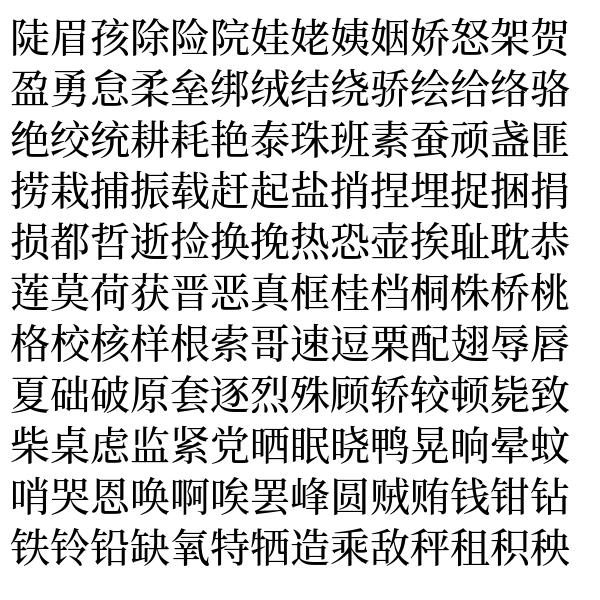 陡眉孩除险院娃姥姨姻娇怒架贺
盈勇怠柔垒绑绒结绕骄绘给络骆
绝绞统耕耗艳泰珠班素蚕顽盏匪
捞栽捕振载赶起盐捎捏埋捉捆捐
损都哲逝捡换挽热恐壶挨耻耽恭
莲莫荷获晋恶真框桂档桐株桥桃
格校核样根索哥速逗栗配翅辱唇
夏础破原套逐烈殊顾轿较顿毙致
柴桌虑监紧党晒眠晓鸭晃晌晕蚊
哨哭恩唤啊唉罢峰圆贼贿钱钳钻
铁铃铅缺氧特牺造乘敌秤租积秧